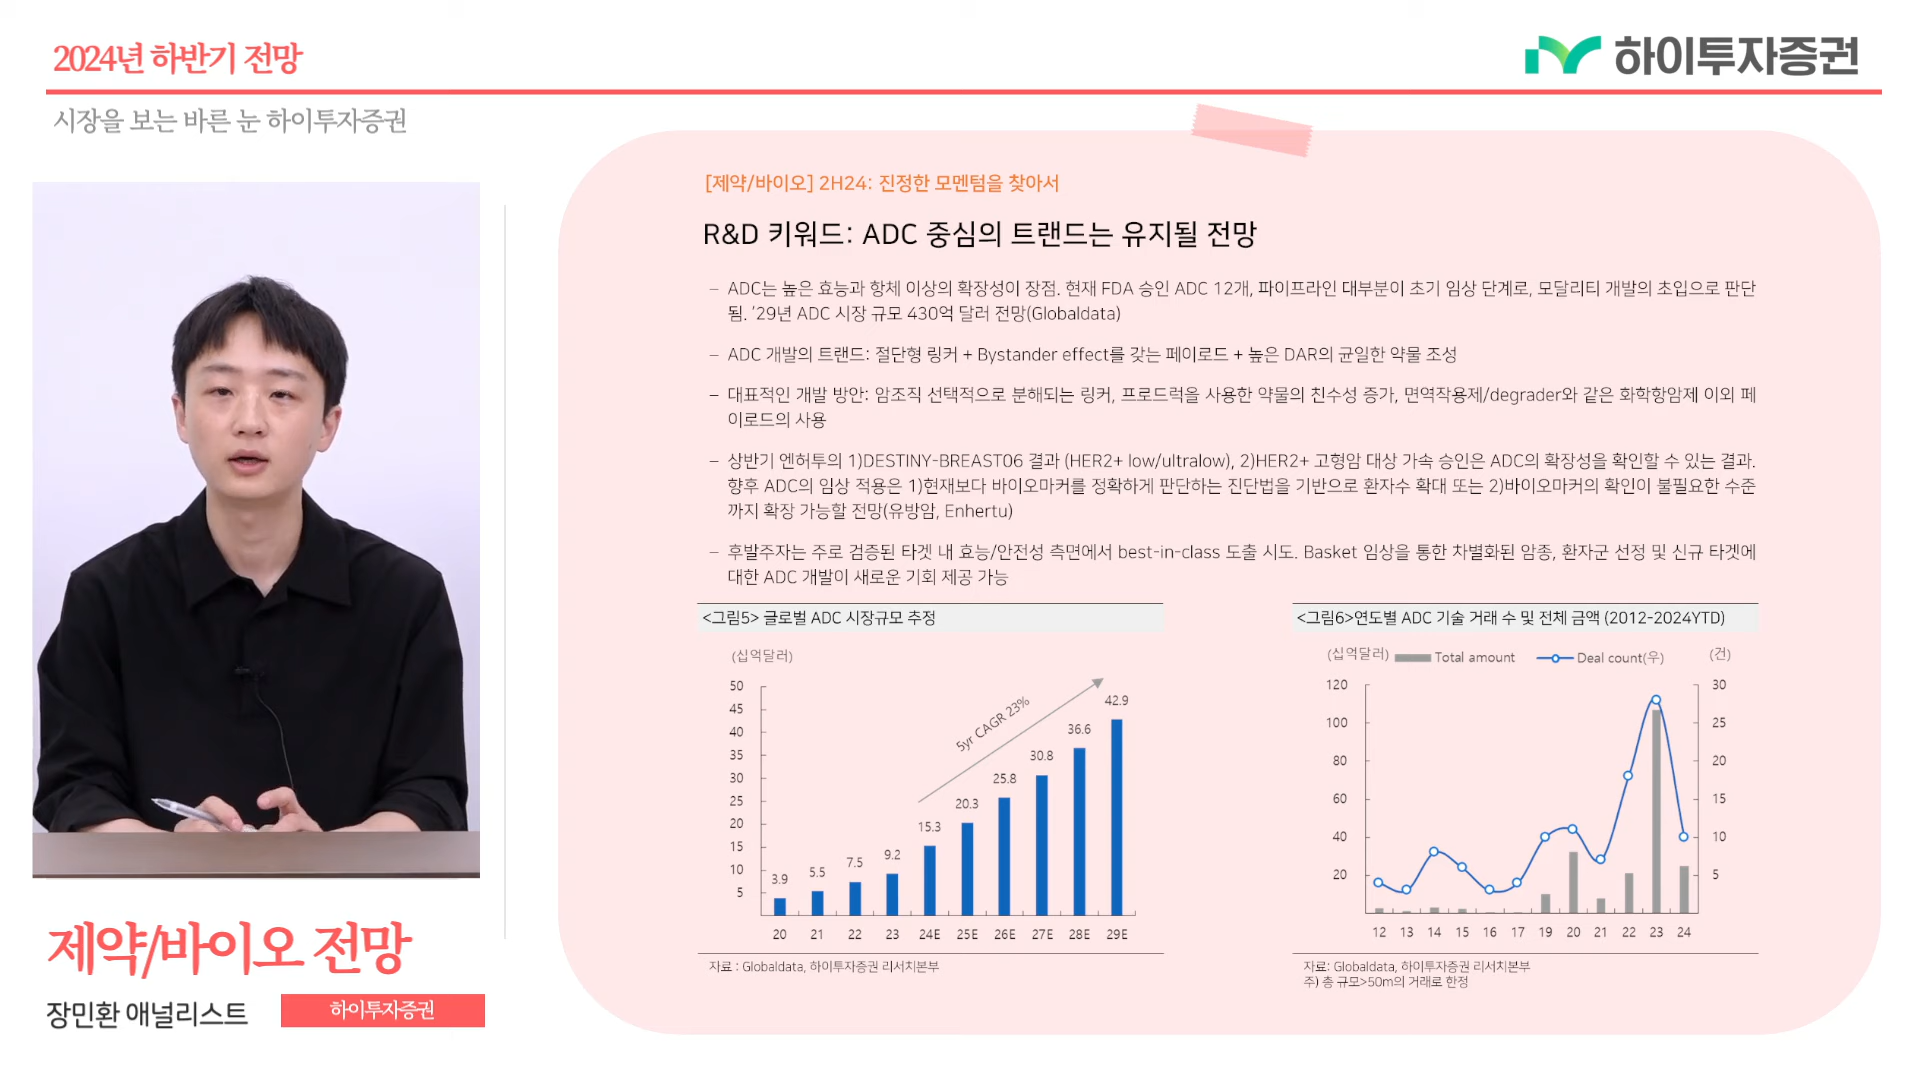 2024년 하반기 전망
하이투자증권
시장을 보는 바른 눈 하이투자증권
[제약/바이오] 2H24: 진정한 모멘텀을 찾아서
R&D 키워드: ADC 중심의 트랜드는 유지될 전망
– ADC는 높은 효능과 항체 이상의 확장성이 장점. 현재 FDA 승인 ADC 12개, 파이프라인 대부분이 초기 임상 단계로, 모달리티 개발의 초입으로 판단
됨. ’29년 ADC 시장 규모 430억 달러 전망(Globaldata)
– ADC 개발의 트랜드: 절단형 링커 + Bystander effect를 갖는 페이로드 + 높은 DAR의 균일한 약물 조성
– 대표적인 개발 방안: 암조직 선택적으로 분해되는 링커, 프로드럭을 사용한 약물의 친수성 증가, 면역작용제/degrader와 같은 화학항암제 이외 페
이로드의 사용
– 상반기 엔허투의 1)DESTINY-BREAST06 결과 (HER2+ low/ultralow), 2)HER2+ 고형암 대상 가속 승인은 ADC의 확장성을 확인할 수 있는 결과.
향후 ADC의 임상 적용은 1)현재보다 바이오마커를 정확하게 판단하는 진단법을 기반으로 환자수 확대 또는 2)바이오마커의 확인이 불필요한 수준
까지 확장 가능할 전망(유방암, Enhertu)
– 후발주자는 주로 검증된 타겟 내 효능/안전성 측면에서 best-in-class 도출 시도. Basket 임상을 통한 차별화된 암종, 환자군 선정 및 신규 타겟에
대한 ADC 개발이 새로운 기회 제공 가능
<그림5> 글로벌 ADC 시장규모 추정
(십억달러)
50
45
40
35
30
25
20
15
10
5
5yr CAGR 23%
3.9 5.5 7.5 9.2 15.3 20.3 25.8 30.8 36.6 42.9
20 21 22 23 24E 25E 26E 27E 28E 29E
자료 : Globaldata, 하이투자증권 리서치본부
<그림6>연도별 ADC 기술 거래 수 및 전체 금액 (2012-2024YTD)
(십억달러) Total amount Deal count(우) (건)
120 30
100 25
80 20
60 15
40 10
20 5
12 13 14 15 16 17 19 20 21 22 23 24
자료: Globaldata, 하이투자증권 리서치본부
주) 총 규모>50m의 거래로 한정
제약/바이오 전망
장민환 애널리스트
하이투자증권